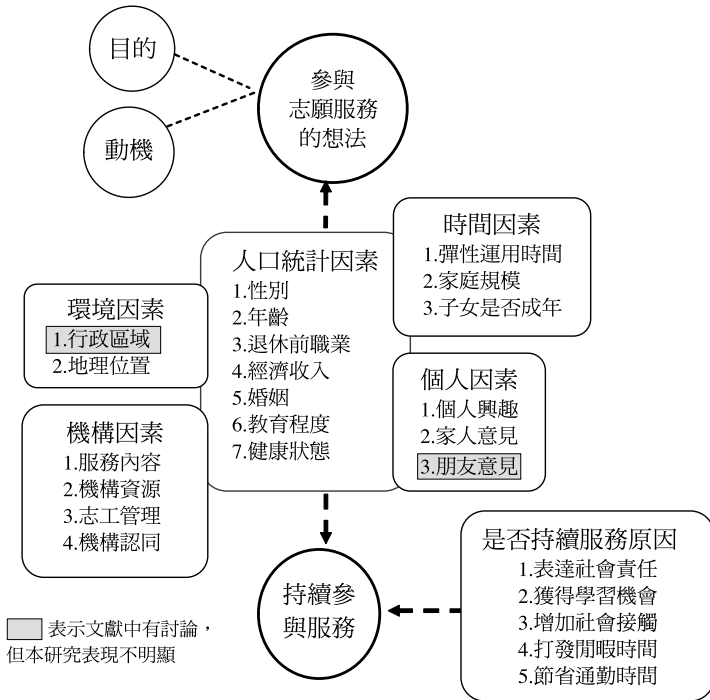 目的
動機
參與
志願服務
的想法
人口統計因素
1.性別
2.年齡
3.退休前職業
4.經濟收入
5.婚姻
6.教育程度
7.健康狀態
時間因素
1.彈性運用時間
2.家庭規模
3.子女是否成年
環境因素
1.行政區域
2.地理位置
個人因素
1.個人興趣
2.家人意見
3.朋友意見
機構因素
1.服務內容
2.機構資源
3.志工管理
4.機構認同
持續參
與服務
是否持續服務原因
1.表達社會責任
2.獲得學習機會
3.增加社會接觸
4.打發閒暇時間
5.節省通勤時間
表示文獻中有討論，
但本研究表現不明顯